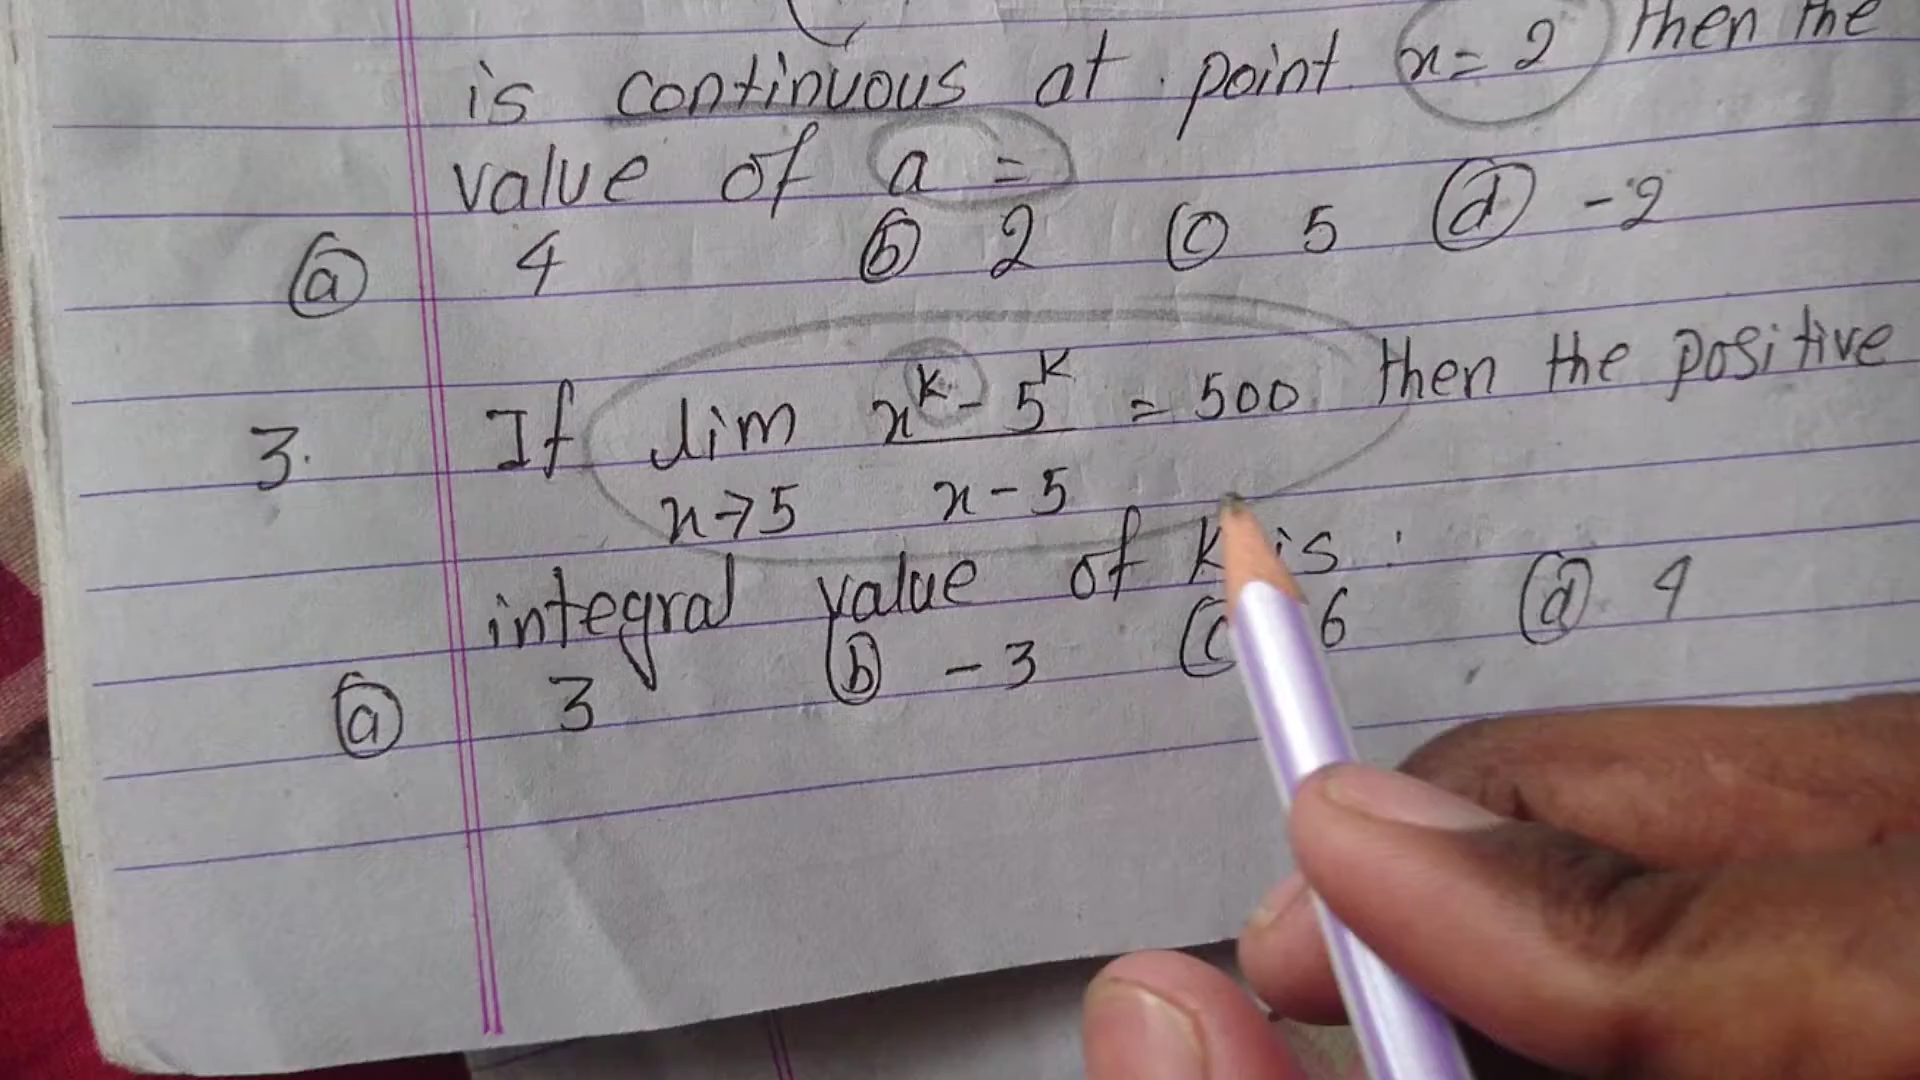 is continuous at point x = 2 then the
value of a =
(a) 4 (b) 2 (c) 5 (d) -2
3. If lim x^k - 5^k = 500 then the positive
x→5 x - 5
integral value of K is :
(a) 3 (b) -3 (c) 6 (d) 4